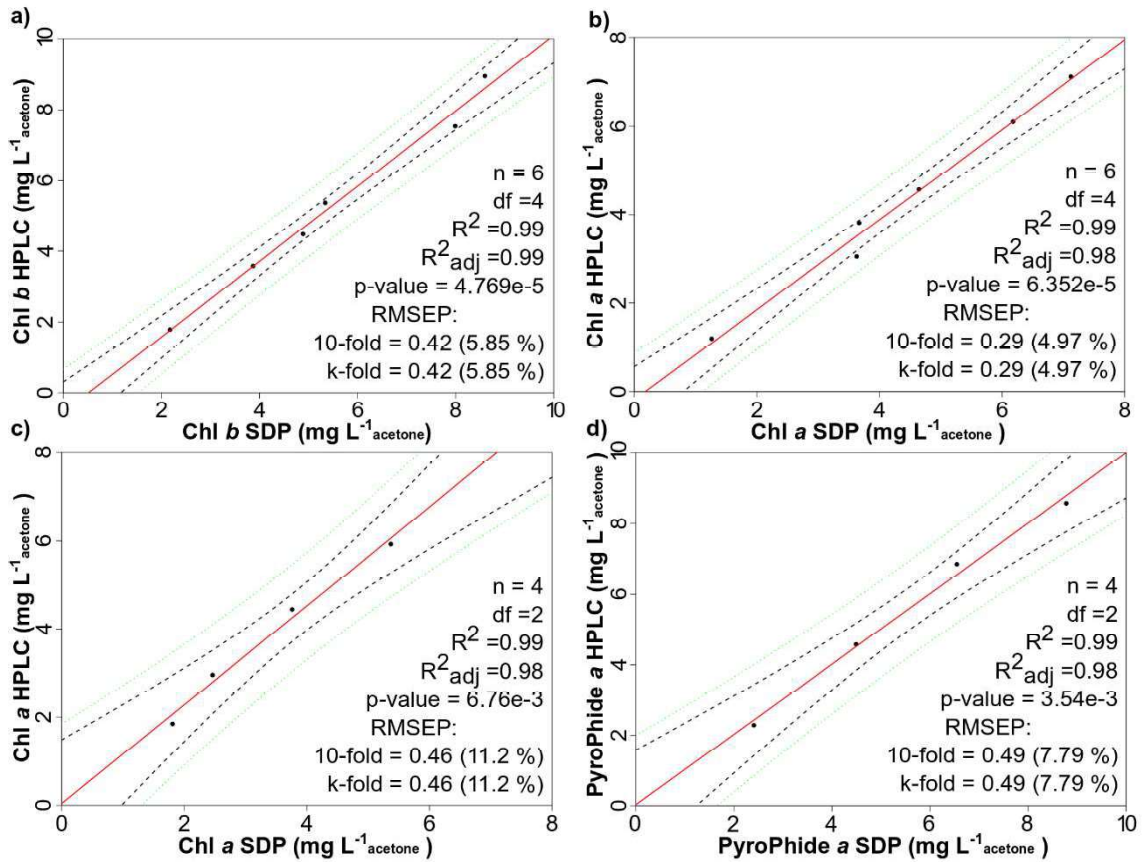 a)
10
8
6
4
2
0
Chl b HPLC (mg L⁻¹acetone)
n = 6
df =4
R² =0.99
R²adj =0.99
p-value = 4.769e-5
RMSEP:
10-fold = 0.42 (5.85 %)
k-fold = 0.42 (5.85 %)
0 2 4 6 8 10
Chl b SDP (mg L⁻¹acetone)
b)
8
6
4
2
0
Chl a HPLC (mg L⁻¹acetone )
n = 6
df =4
R² =0.99
R²adj =0.98
p-value = 6.352e-5
RMSEP:
10-fold = 0.29 (4.97 %)
k-fold = 0.29 (4.97 %)
0 2 4 6 8
Chl a SDP (mg L⁻¹acetone )
c)
8
6
4
2
0
Chl a HPLC (mg L⁻¹acetone )
n = 4
df =2
R² =0.99
R²adj =0.98
p-value = 6.76e-3
RMSEP:
10-fold = 0.46 (11.2 %)
k-fold = 0.46 (11.2 %)
0 2 4 6 8
Chl a SDP (mg L⁻¹acetone )
d)
10
8
6
4
2
0
PyroPhide a HPLC (mg L⁻¹acetone )
n = 4
df =2
R² =0.99
R²adj =0.98
p-value = 3.54e-3
RMSEP:
10-fold = 0.49 (7.79 %)
k-fold = 0.49 (7.79 %)
0 2 4 6 8 10
PyroPhide a SDP (mg L⁻¹acetone )